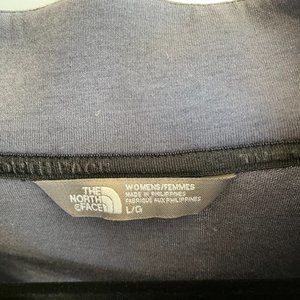 THE
NORTH
FACE
WOMENS/FEMMES
MADE IN PHILIPPINES
FABRIQUE AUX PHILIPPINES
L/G